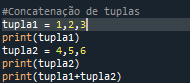 #Concatenação de tuplas
tupla1 = 1,2,3
print(tupla1)
tupla2 = 4,5,6
print(tupla2)
print(tupla1+tupla2)